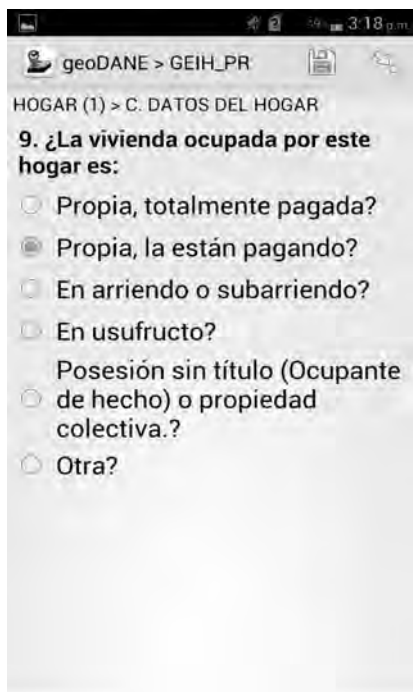 3:18 p.m.
geoDANE > GEIH_PR
HOGAR (1) > C. DATOS DEL HOGAR
9. ¿La vivienda ocupada por este
hogar es:
Propia, totalmente pagada?
Propia, la están pagando?
En arriendo o subarriendo?
En usufructo?
Posesión sin título (Ocupante
de hecho) o propiedad
colectiva.?
Otra?